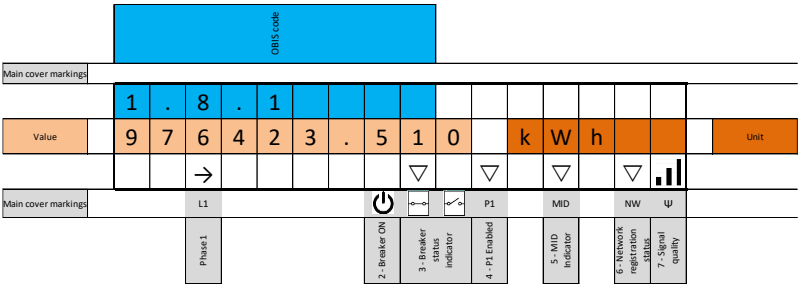 OBIS code
Main cover markings
1 . 8 . 1
Value 9 7 6 4 2 3 . 5 1 0 k W h Unit
→ ▽ ▽ ▽ ▽
Main cover markings L1 P1 MID NW Ψ
Phase 1
2 - Breaker ON
3 - Breaker
status
indicator
4 - P1 Enabled
5 - MID
Indicator
6 - Network
registration
status
7 - Signal
quality